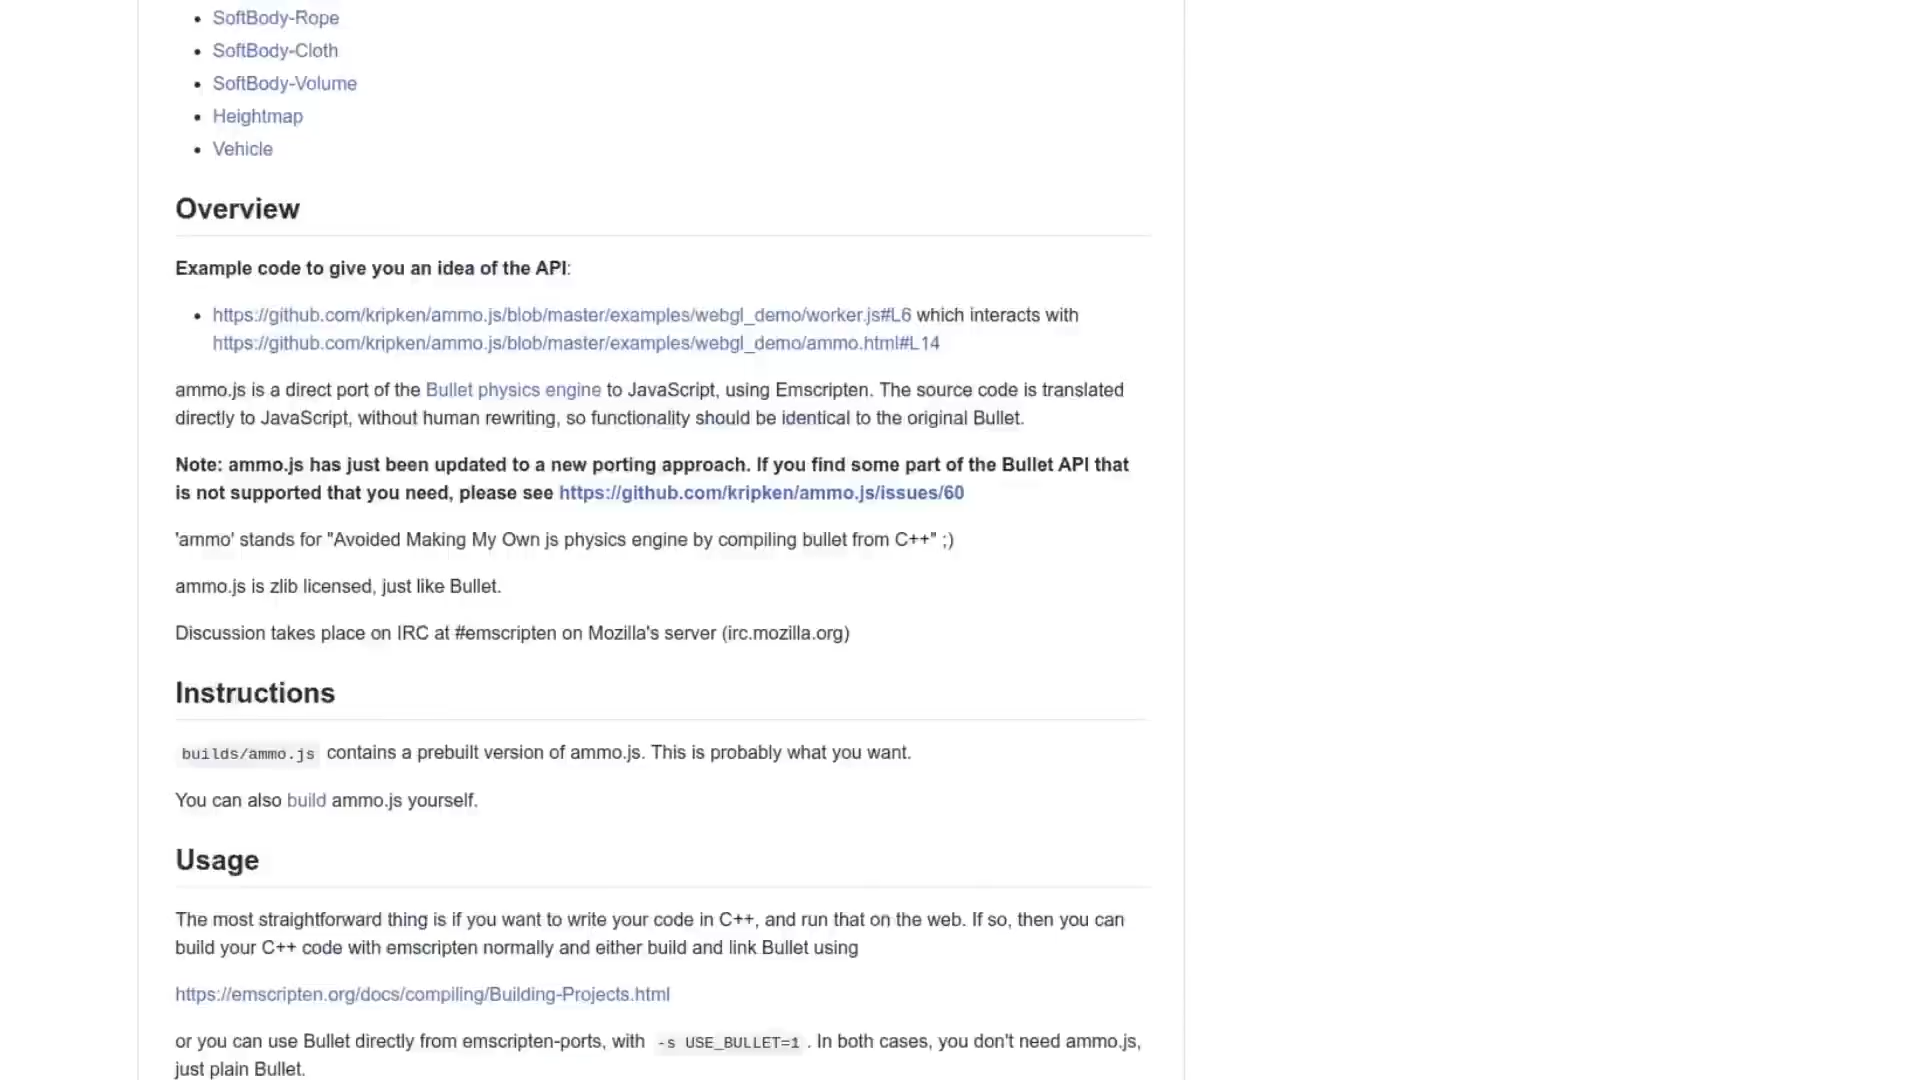 SoftBody-Rope
SoftBody-Cloth
SoftBody-Volume
Heightmap
Vehicle
Overview
Example code to give you an idea of the API:
https://github.com/kripken/ammo.js/blob/master/examples/webgl_demo/worker.js#L6 which interacts with
https://github.com/kripken/ammo.js/blob/master/examples/webgl_demo/ammo.html#L14
ammo.js is a direct port of the Bullet physics engine to JavaScript, using Emscripten. The source code is translated
directly to JavaScript, without human rewriting, so functionality should be identical to the original Bullet.
Note: ammo.js has just been updated to a new porting approach. If you find some part of the Bullet API that
is not supported that you need, please see https://github.com/kripken/ammo.js/issues/60
'ammo' stands for "Avoided Making My Own js physics engine by compiling bullet from C++" ;)
ammo.js is zlib licensed, just like Bullet.
Discussion takes place on IRC at #emscripten on Mozilla's server (irc.mozilla.org)
Instructions
builds/ammo.js contains a prebuilt version of ammo.js. This is probably what you want.
You can also build ammo.js yourself.
Usage
The most straightforward thing is if you want to write your code in C++, and run that on the web. If so, then you can
build your C++ code with emscripten normally and either build and link Bullet using
https://emscripten.org/docs/compiling/Building-Projects.html
or you can use Bullet directly from emscripten-ports, with -s USE_BULLET=1 . In both cases, you don't need ammo.js,
just plain Bullet.